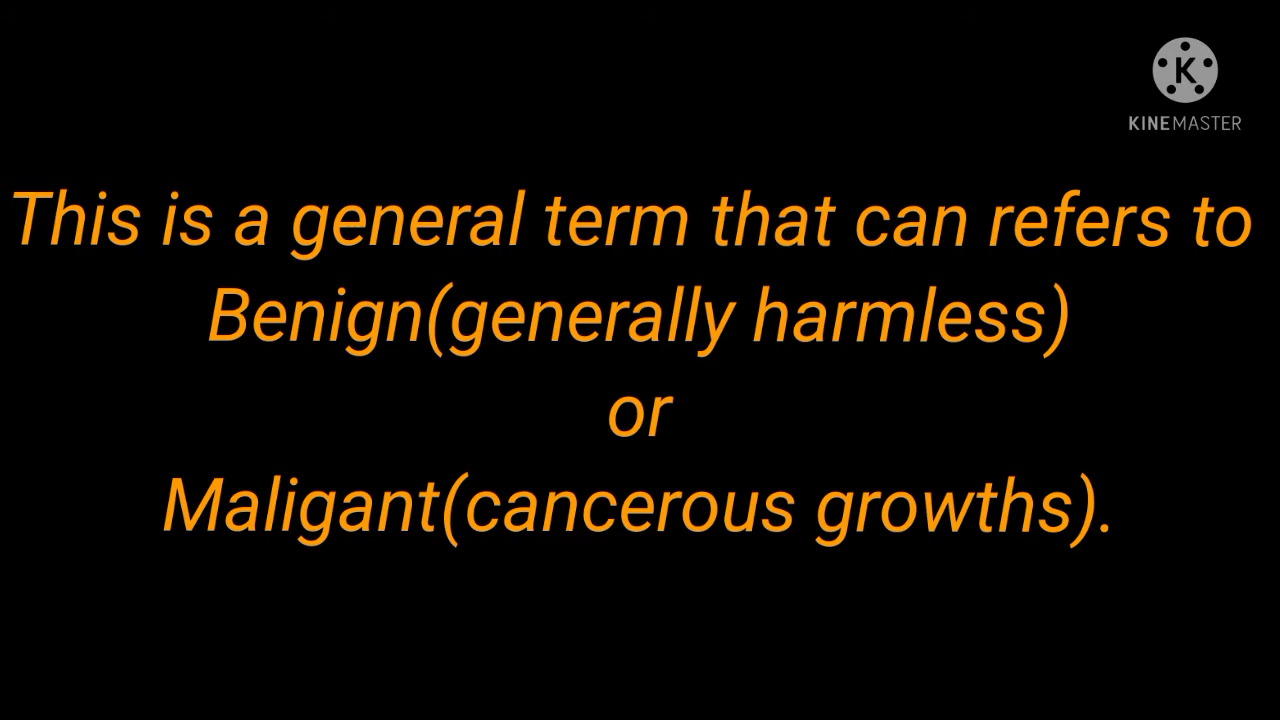 K
KINEMASTER
This is a general term that can refers to
Benign(generally harmless)
or
Maligant(cancerous growths).